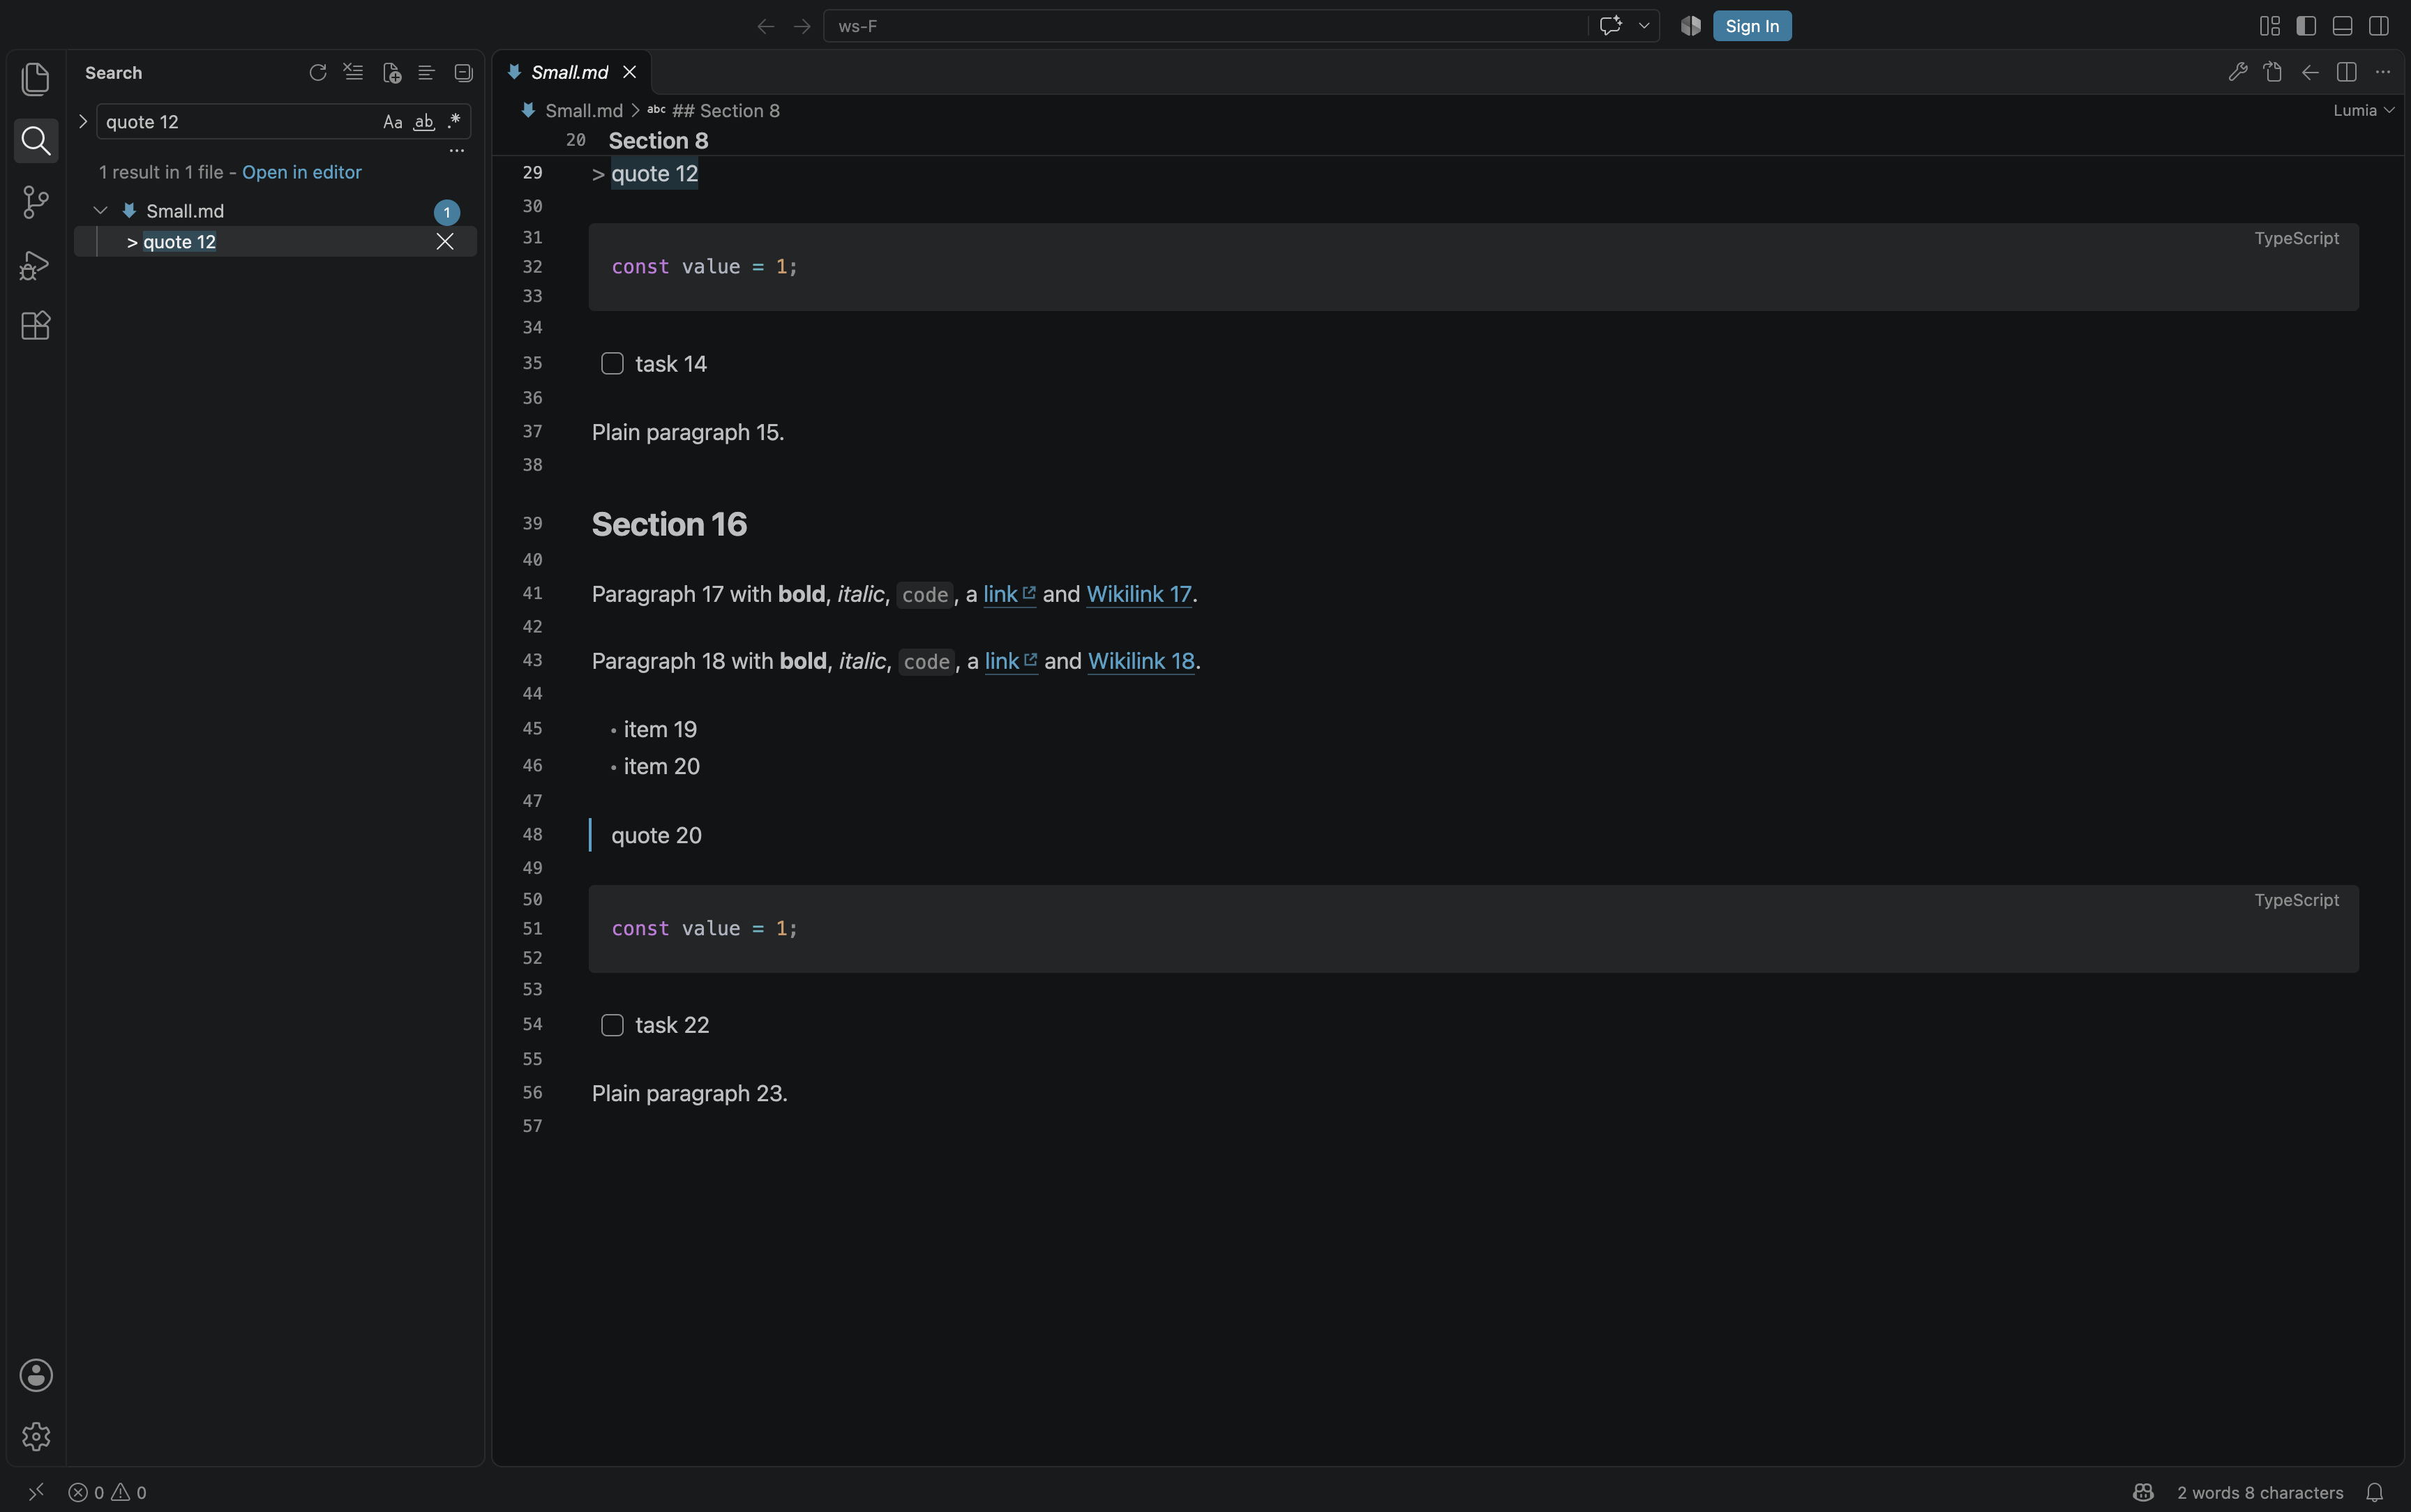 ws-F
Sign In
Search
quote 12
Aa ab .*
1 result in 1 file - Open in editor
Small.md 1
> quote 12
Small.md
Small.md > abc ## Section 8
Lumia
20 Section 8
29 > quote 12
30
31 TypeScript
32 const value = 1;
33
34
35 task 14
36
37 Plain paragraph 15.
38
39 Section 16
40
41 Paragraph 17 with bold, italic, code, a link and Wikilink 17.
42
43 Paragraph 18 with bold, italic, code, a link and Wikilink 18.
44
45 • item 19
46 • item 20
47
48 quote 20
49
50 TypeScript
51 const value = 1;
52
53
54 task 22
55
56 Plain paragraph 23.
57
0 0
2 words 8 characters